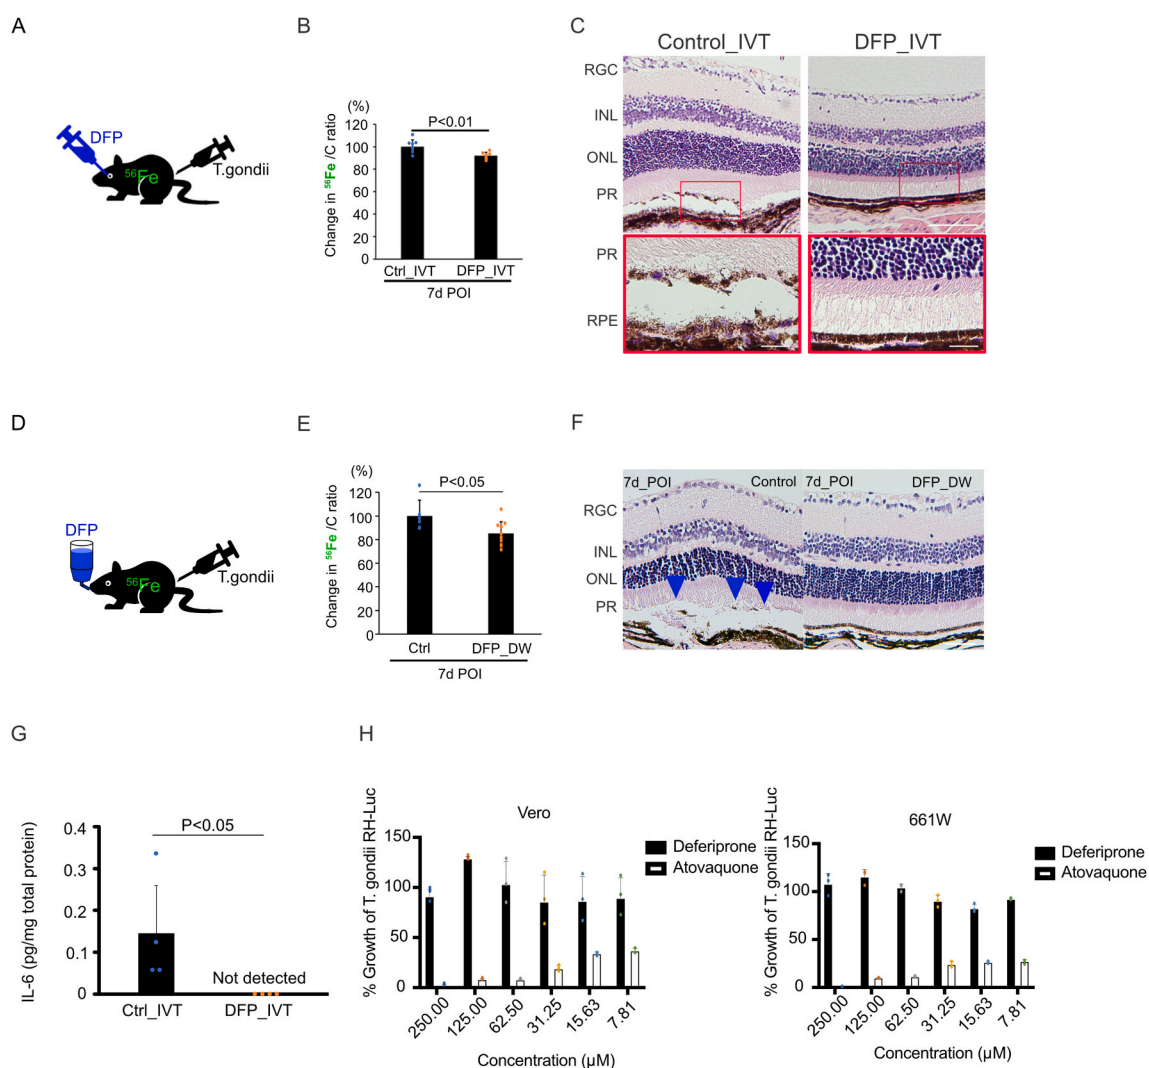 A
B
C
DFP
56Fe
T.gondii
(%)
P<0.01
Change in 56Fe /C ratio
120
100
80
60
40
20
0
Ctrl_IVT DFP_IVT
7d POI
Control_IVT DFP_IVT
RGC
INL
ONL
PR
PR
RPE
D
E
F
DFP
56Fe
T.gondii
(%)
P<0.05
Change in 56Fe /C ratio
120
100
80
60
40
20
0
Ctrl DFP_DW
7d POI
7d_POI Control 7d_POI DFP_DW
RGC
INL
ONL
PR
G
H
P<0.05
IL-6 (pg/mg total protein)
0.4
0.3
0.2
0.1
0
Not detected
Ctrl_IVT DFP_IVT
Vero
% Growth of T. gondii RH-Luc
150
100
50
0
Deferiprone
Atovaquone
250.00 125.00 62.50 31.25 15.63 7.81
Concentration (µM)
661W
% Growth of T. gondii RH-Luc
150
100
50
0
Deferiprone
Atovaquone
250.00 125.00 62.50 31.25 15.63 7.81
Concentration (µM)